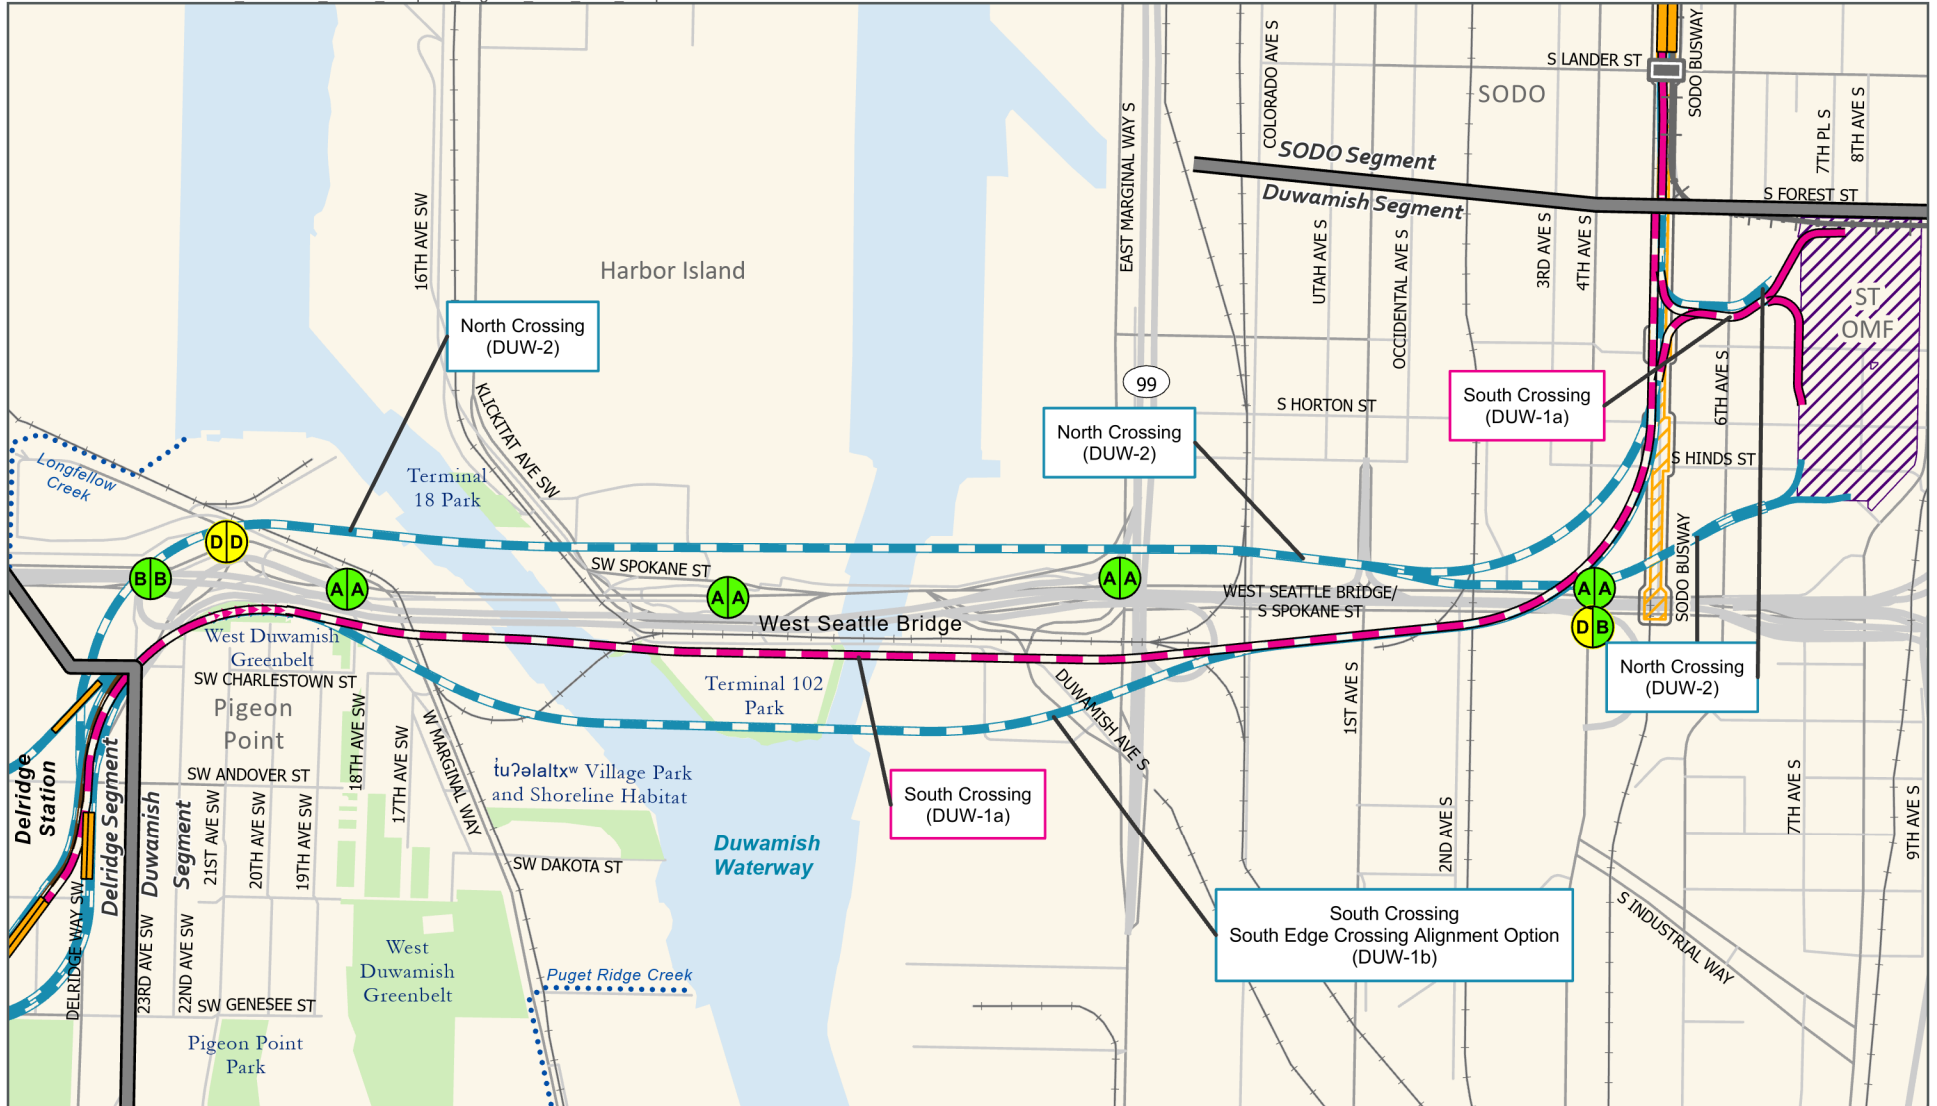 S LANDER ST
SODO BUSWAY
COLORADO AVE S
SODO
EAST MARGINAL WAY S
7TH PL S
8TH AVE S
SODO Segment
Duwamish Segment
S FOREST ST
16TH AVE SW
Harbor Island
UTAH AVE S
OCCIDENTAL AVE S
3RD AVE S
4TH AVE S
ST
OMF
North Crossing
(DUW-2)
99
KLICKITAT AVE SW
S HORTON ST
South Crossing
(DUW-1a)
6TH AVE S
North Crossing
(DUW-2)
S HINDS ST
Longfellow
Creek
Terminal
18 Park
D D
B B
A A
A A
A A
A A
D B
SW SPOKANE ST
WEST SEATTLE BRIDGE/
S SPOKANE ST
West Seattle Bridge
SODO BUSWAY
West Duwamish
Greenbelt
SW CHARLESTOWN ST
Pigeon
Point
Terminal 102
Park
DUWAMISH AVE S
1ST AVE S
North Crossing
(DUW-2)
18TH AVE SW
17TH AVE SW
W MARGINAL WAY
SW ANDOVER ST
t̓uʔəlaltxʷ Village Park
and Shoreline Habitat
South Crossing
(DUW-1a)
Delridge
Station
Delridge Segment
Duwamish
Segment
21ST AVE SW
20TH AVE SW
19TH AVE SW
Duwamish
Waterway
2ND AVE S
7TH AVE S
9TH AVE S
SW DAKOTA ST
South Crossing
South Edge Crossing Alignment Option
(DUW-1b)
S INDUSTRIAL WAY
DELRIDGE WAY SW
23RD AVE SW
22ND AVE SW
West
Duwamish
Greenbelt
Puget Ridge Creek
SW GENESEE ST
Pigeon Point
Park